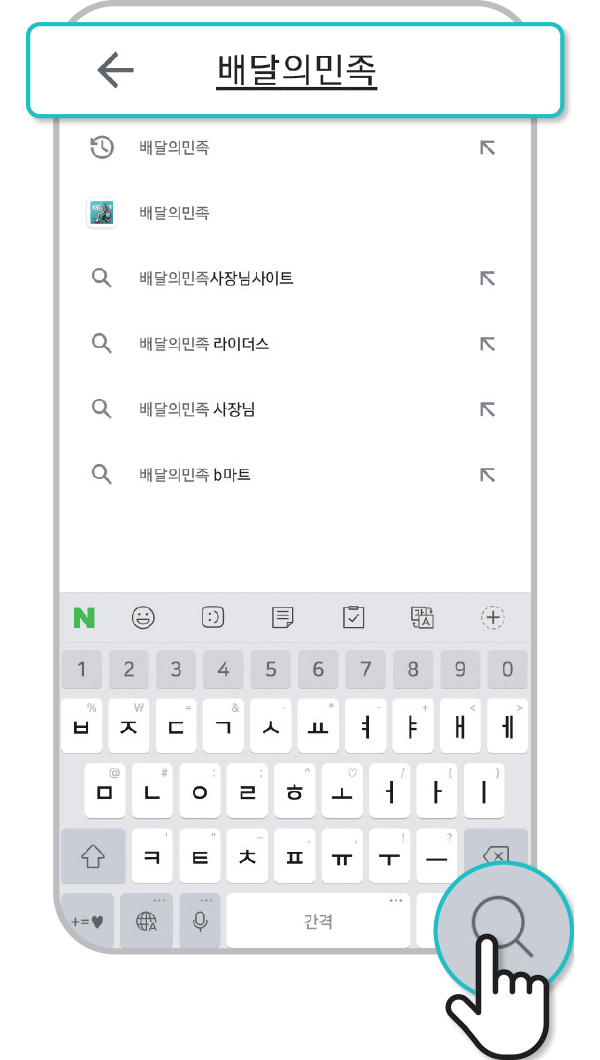 배달의민족
배달의민족
배달의민족
배달의민족사장님사이트
배달의민족 라이더스
배달의민족 사장님
배달의민족 b마트
N :) 가 A
1 2 3 4 5 6 7 8 9 0
% ₩ = & · * - + < >
ㅂ ㅈ ㄷ ㄱ ㅅ ㅛ ㅕ ㅑ ㅐ ㅔ
@ # : ; ^ ♡ / ( )
ㅁ ㄴ ㅇ ㄹ ㅎ ㅗ ㅓ ㅏ ㅣ
' " ~ . , ! ?
ㅋ ㅌ ㅊ ㅍ ㅠ ㅜ ㅡ
+=♥ A 간격